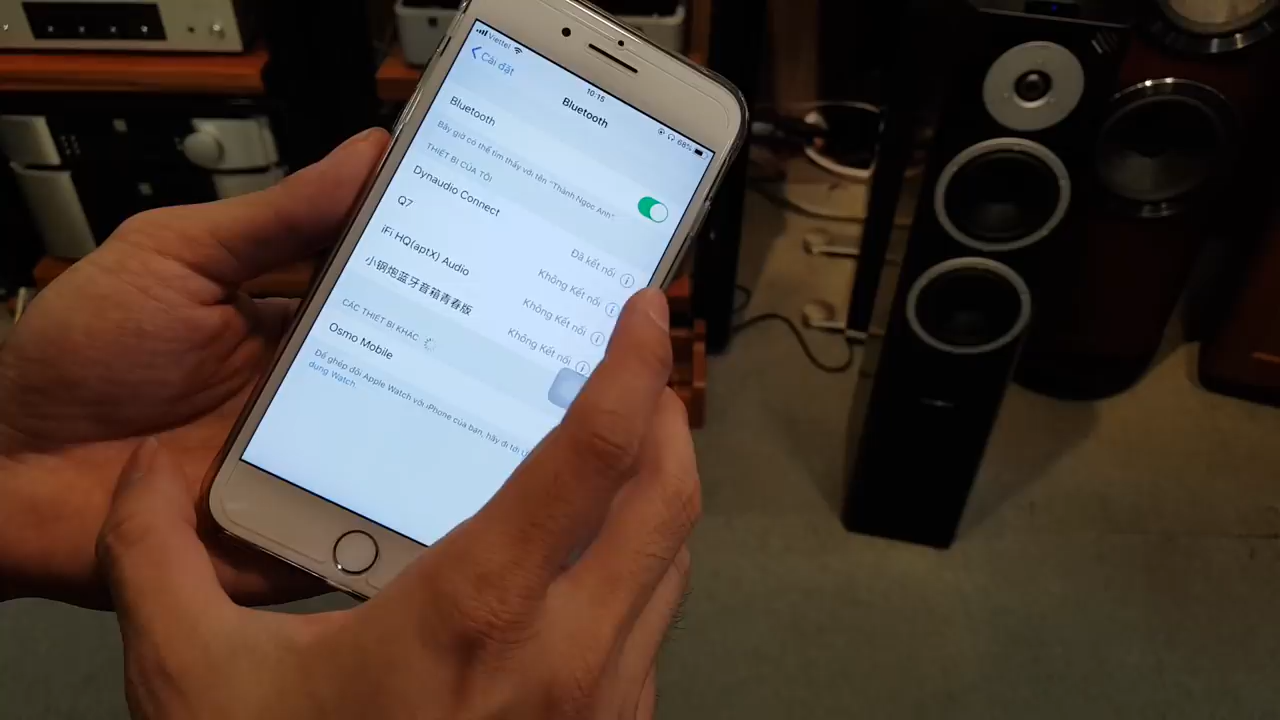 Viettel
10:15
68%
Cài đặt
Bluetooth
Bluetooth
Bây giờ có thể tìm thấy với tên "Thành Ngọc Anh".
THIẾT BỊ CỦA TÔI
Dynaudio Connect
Đã kết nối
Q7
Không Kết nối
iFi HQ(aptX) Audio
Không Kết nối
小钢炮蓝牙音箱青春版
Không Kết nối
CÁC THIẾT BỊ KHÁC
Osmo Mobile
Để ghép đôi Apple Watch với iPhone của bạn, hãy đi tới
dụng Watch.